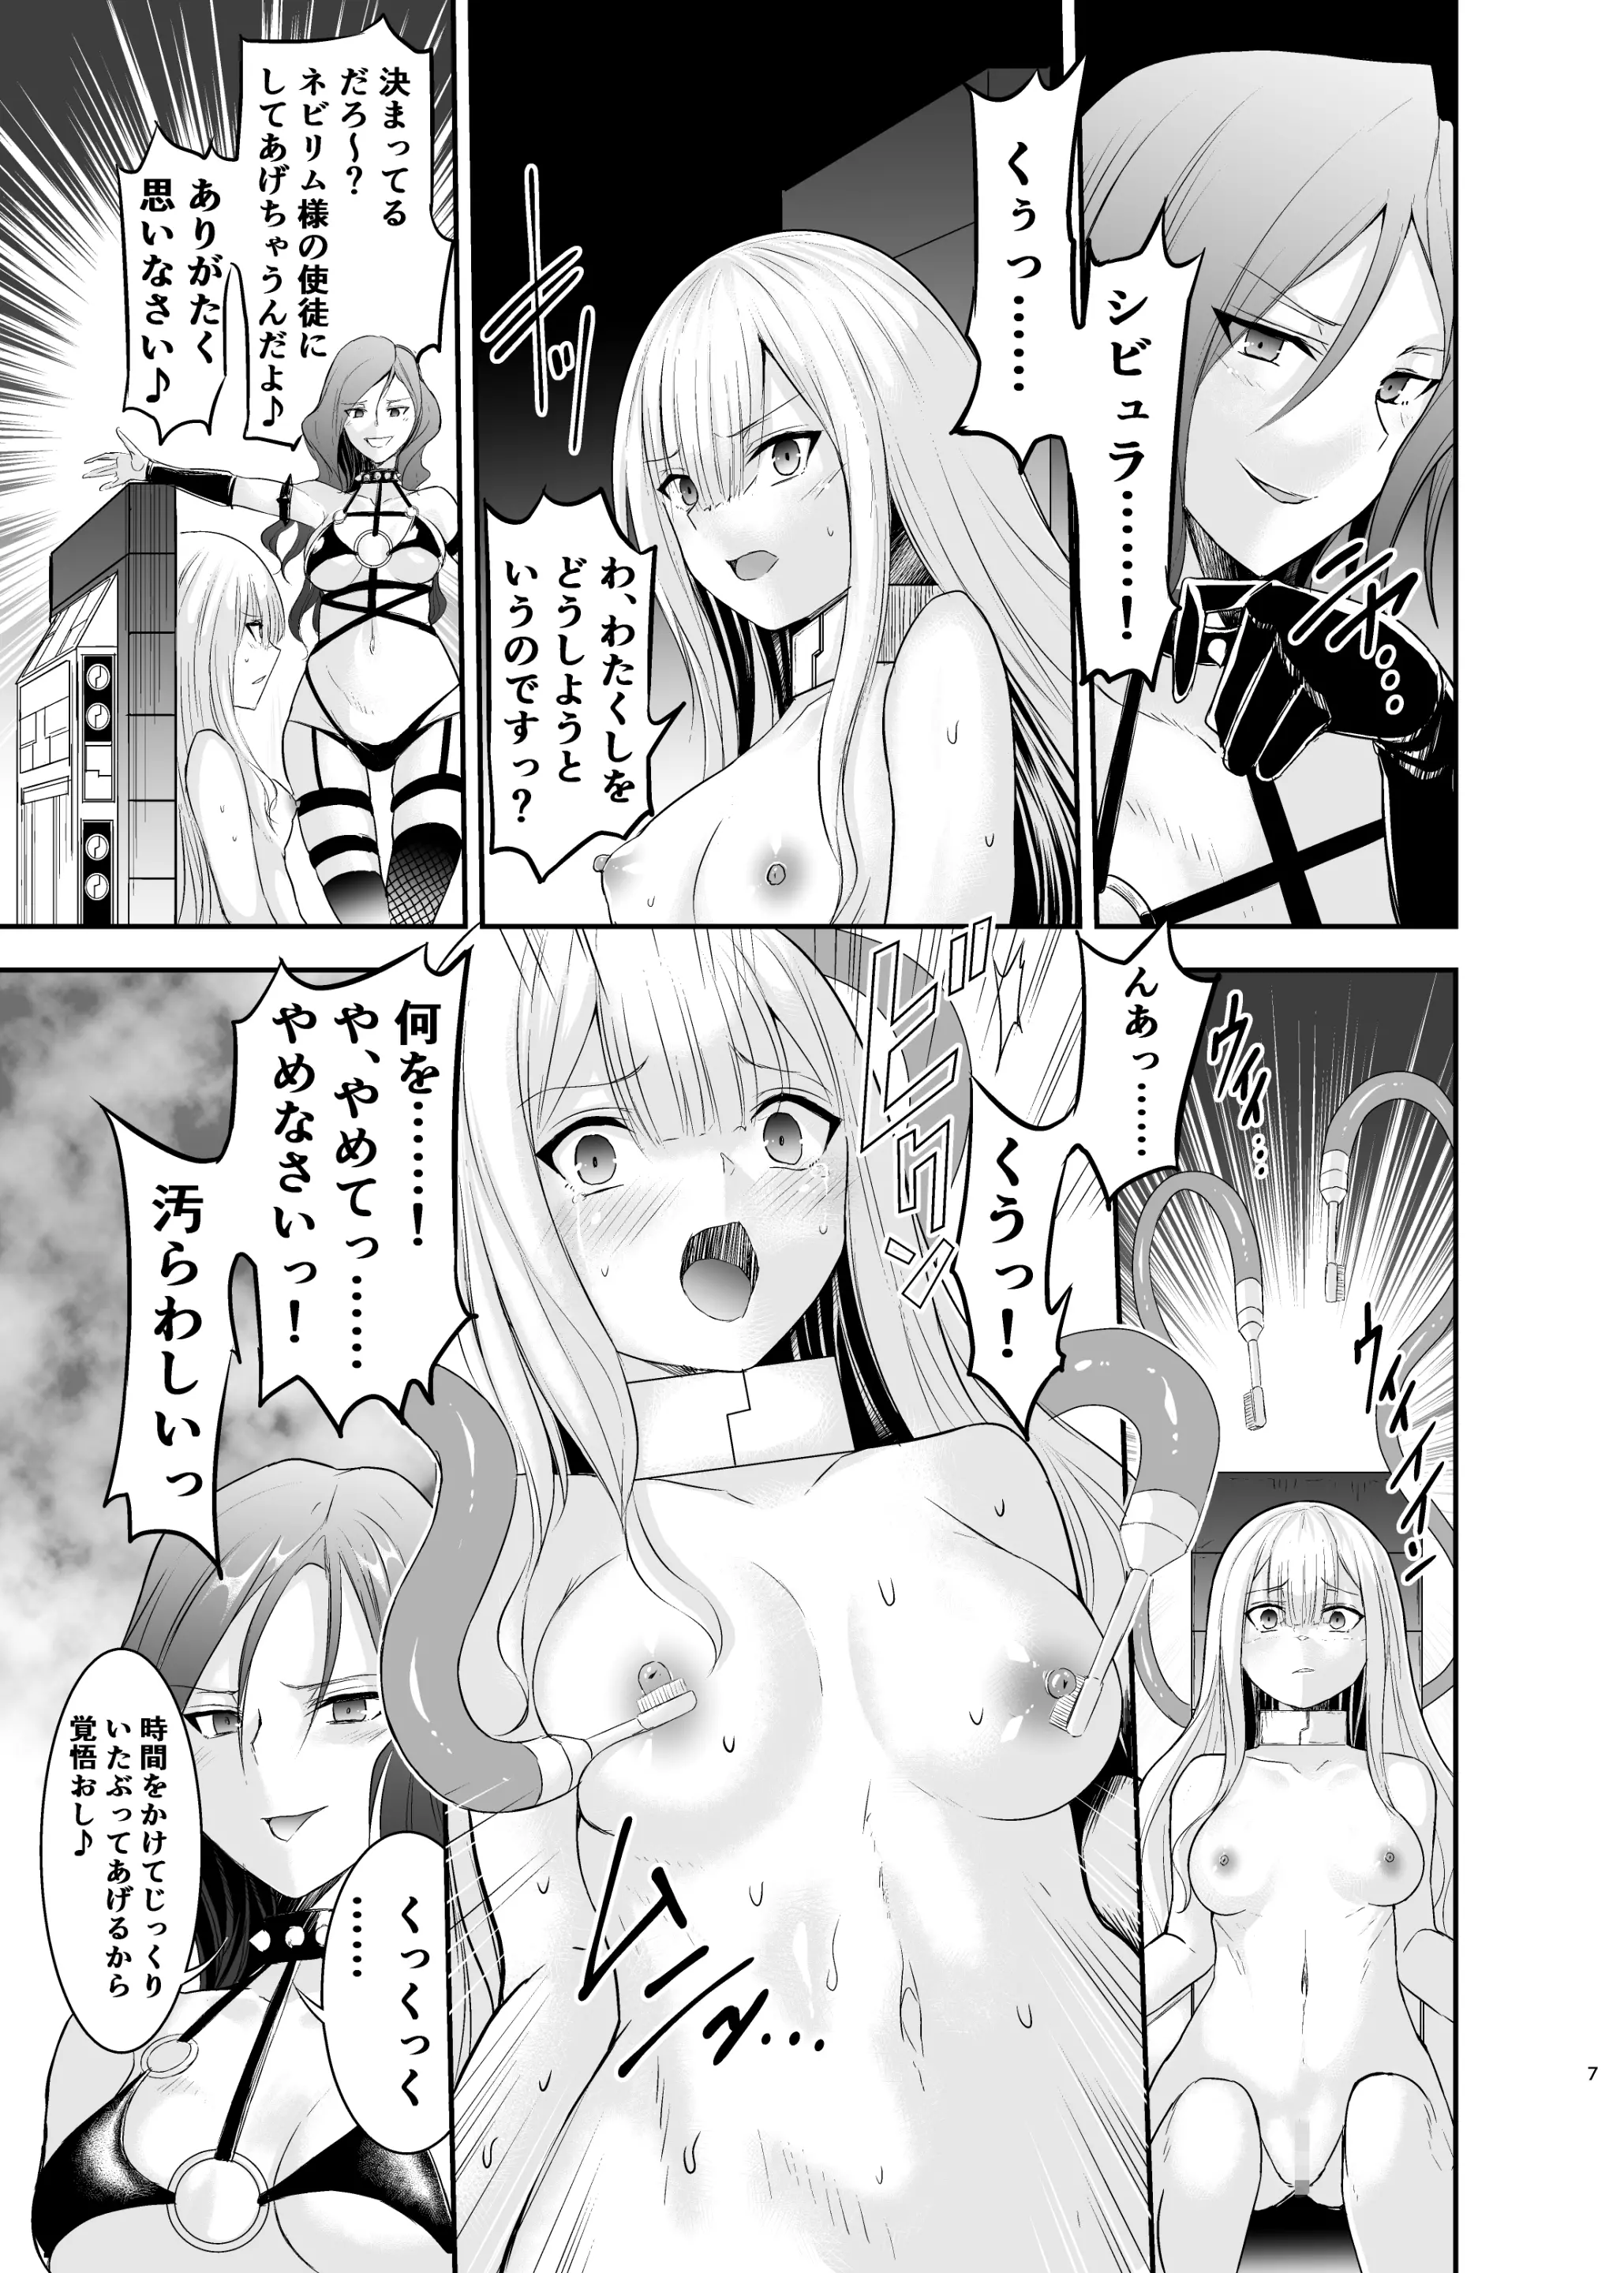 シビュラ………！
ニヤ…。。
くぅっ……
ギッ
わ、わたくしを
どうしようと
いうのですっ？
決まってる
だろ～？
ネビリム様の使徒に
してあげちゃうんだよ♪
ありがたく
思いなさい♪
ウィィ…
ウィィィィン
んあっ……
くうっ！
ビビクン
何を……！
や、やめてっ……
やめなさいっ！
汚らわしいっ
ムニィ…
くっくっく
……
時間をかけてじっくり
いたぶってあげるから
覚悟おし♪
7